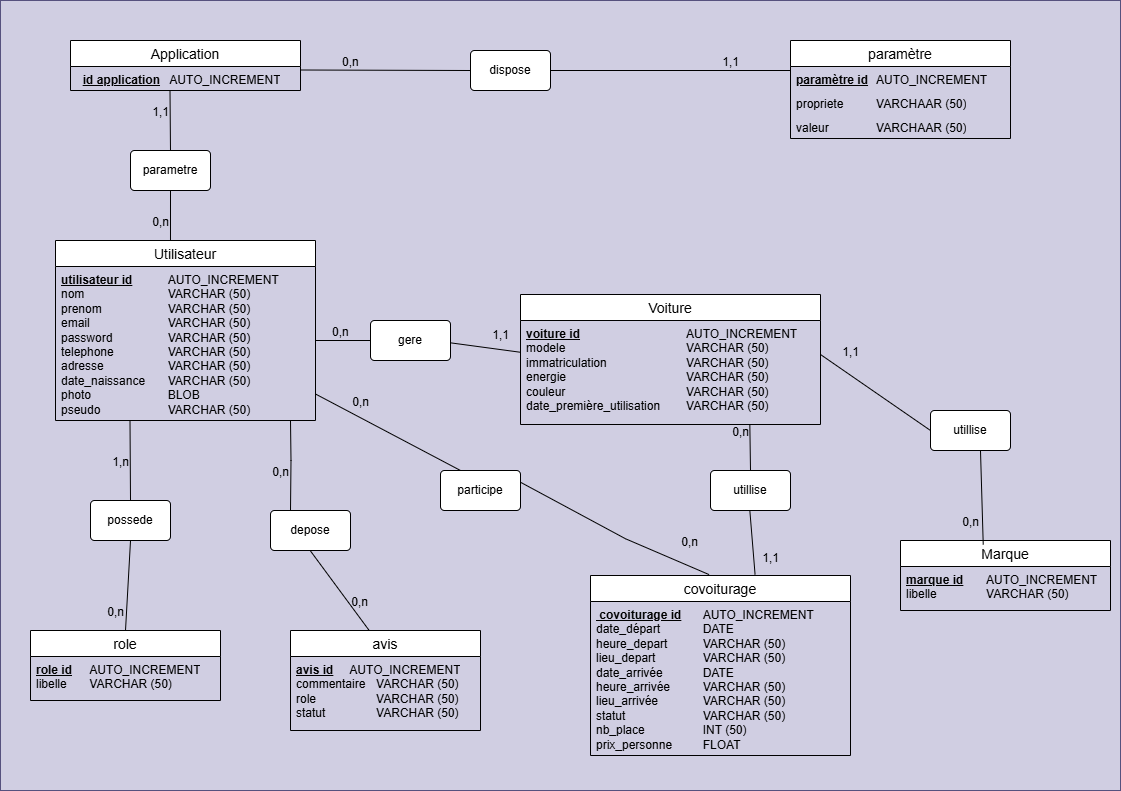 Application
id application AUTO_INCREMENT
0,n
dispose
1,1
paramètre
paramètre id AUTO_INCREMENT
propriete VARCHAAR (50)
valeur VARCHAAR (50)
1,1
parametre
0,n
Utilisateur
utilisateur id AUTO_INCREMENT
nom VARCHAR (50)
prenom VARCHAR (50)
email VARCHAR (50)
password VARCHAR (50)
telephone VARCHAR (50)
adresse VARCHAR (50)
date_naissance VARCHAR (50)
photo BLOB
pseudo VARCHAR (50)
0,n
gere
1,1
Voiture
voiture id AUTO_INCREMENT
modele VARCHAR (50)
immatriculation VARCHAR (50)
energie VARCHAR (50)
couleur VARCHAR (50)
date_première_utilisation VARCHAR (50)
1,1
utillise
0,n
Marque
marque id AUTO_INCREMENT
libelle VARCHAR (50)
0,n
participe
0,n
0,n
utillise
1,1
covoiturage
covoiturage id AUTO_INCREMENT
date_départ DATE
heure_depart VARCHAR (50)
lieu_depart VARCHAR (50)
date_arrivée DATE
heure_arrivée VARCHAR (50)
lieu_arrivée VARCHAR (50)
statut VARCHAR (50)
nb_place INT (50)
prix_personne FLOAT
1,n
possede
0,n
role
role id AUTO_INCREMENT
libelle VARCHAR (50)
0,n
depose
0,n
avis
avis id AUTO_INCREMENT
commentaire VARCHAR (50)
role VARCHAR (50)
statut VARCHAR (50)